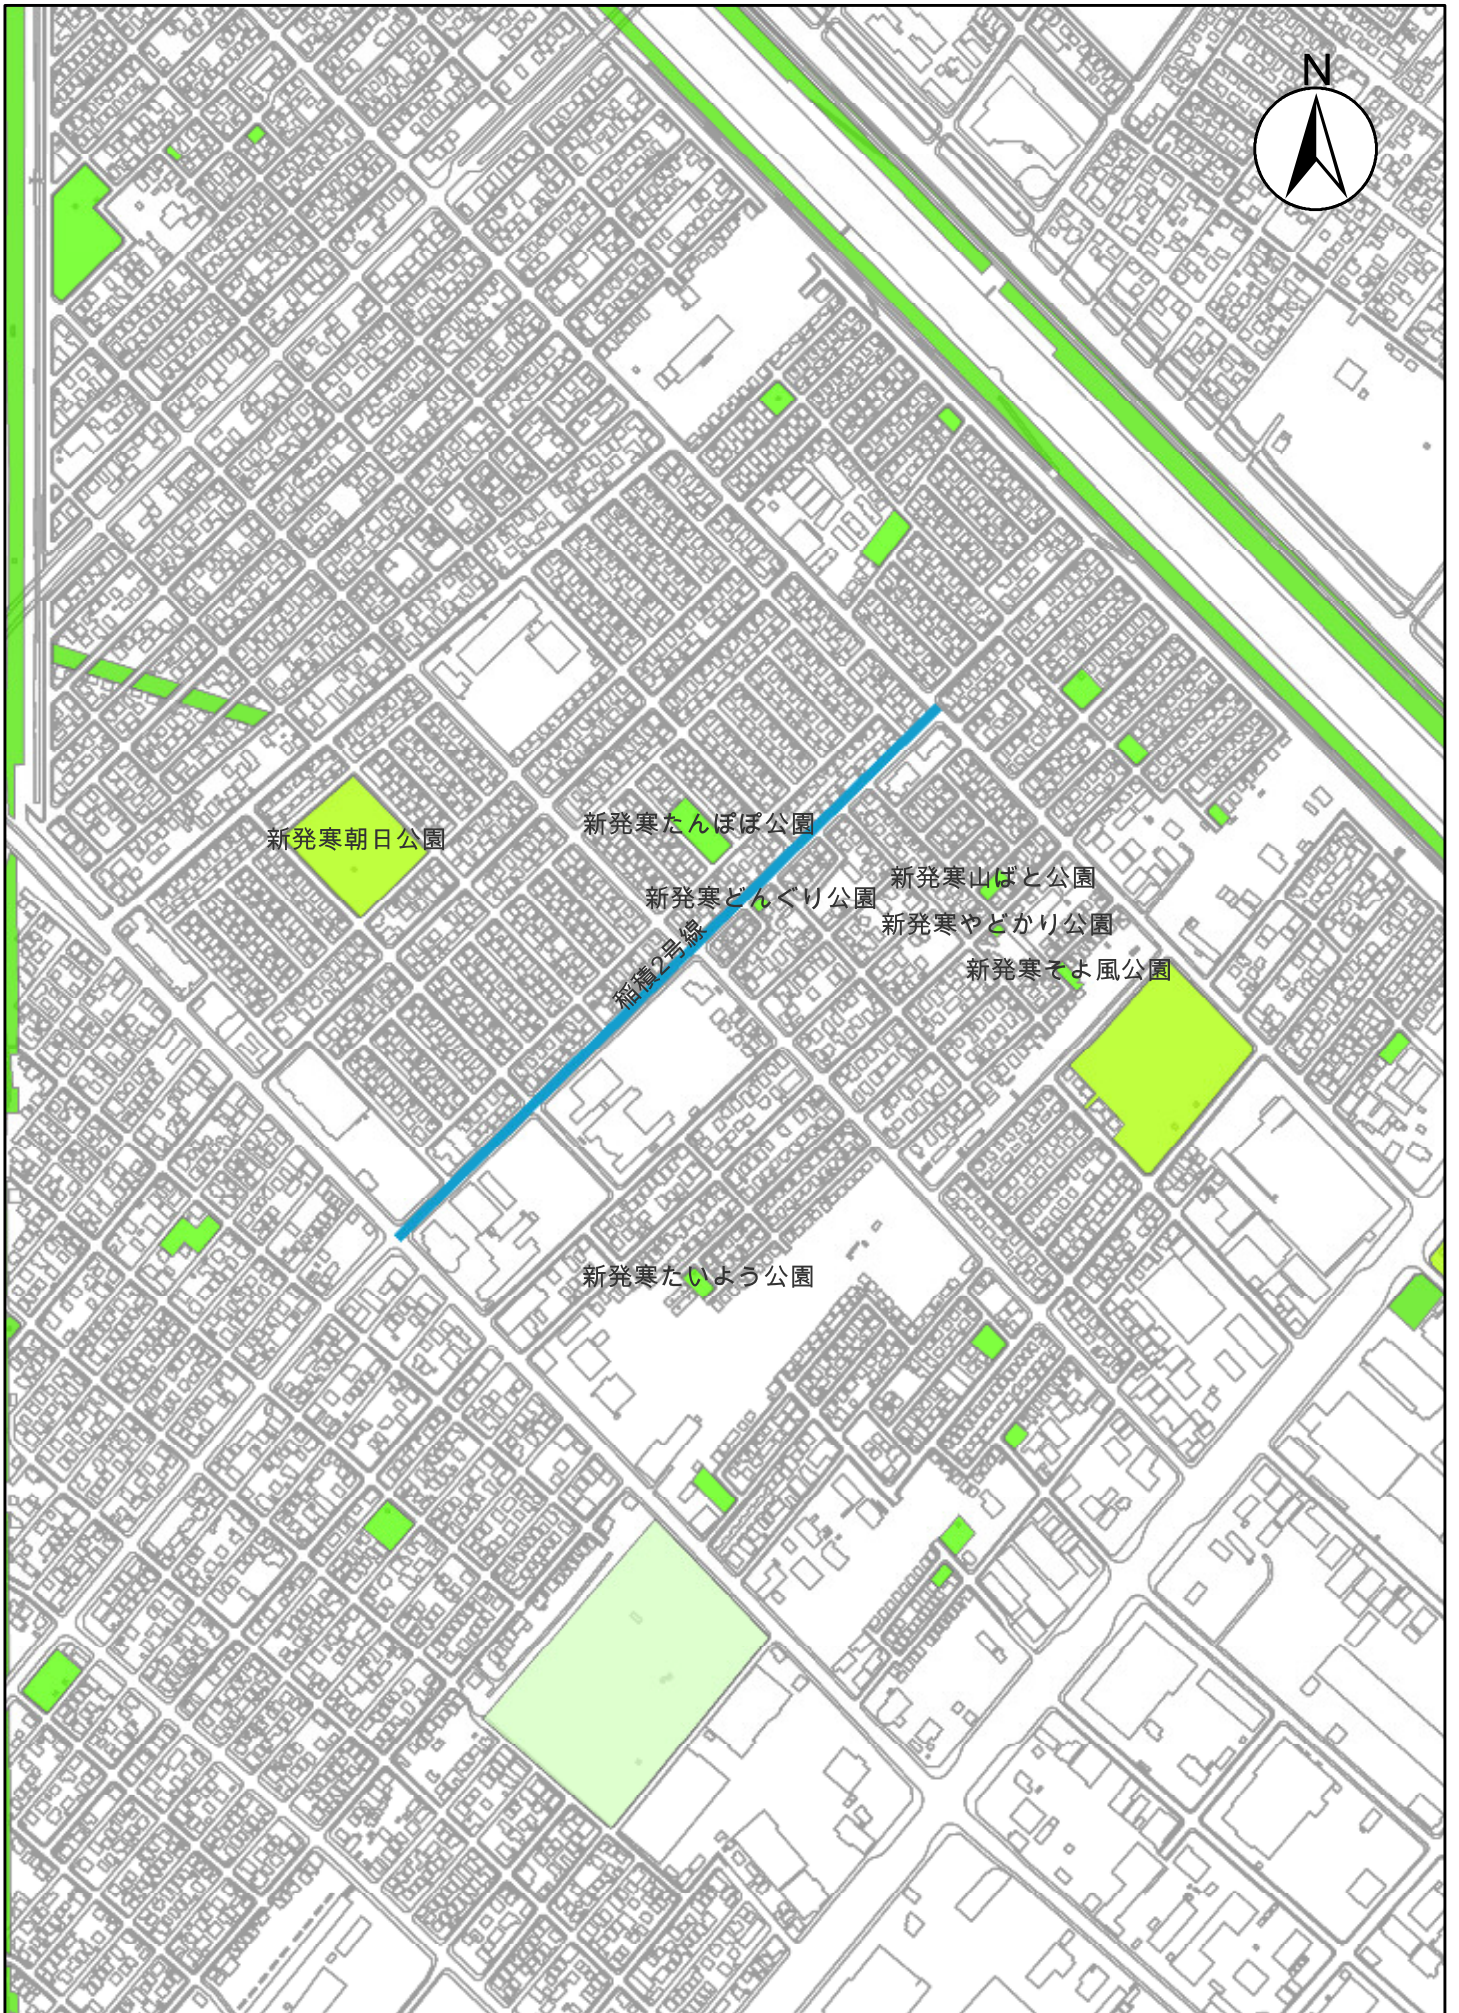 N
新発寒たんぽぽ公園
新発寒朝日公園
新発寒山ばと公園
新発寒どんぐり公園
新発寒やどかり公園
稲積2号線
新発寒そよ風公園
新発寒たいよう公園